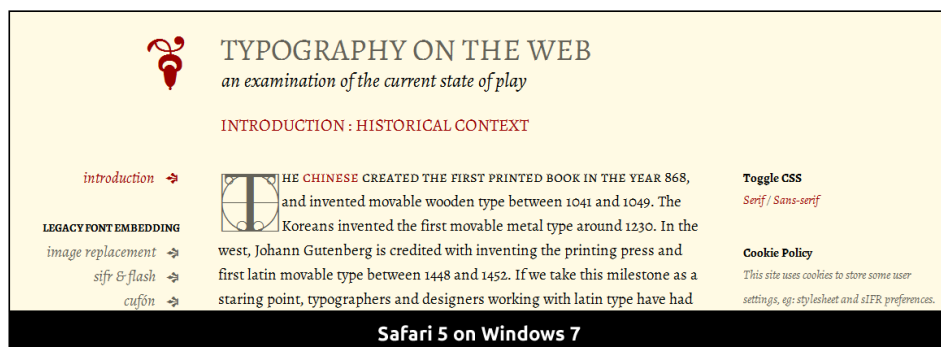 TYPOGRAPHY ON THE WEB
an examination of the current state of play
INTRODUCTION : HISTORICAL CONTEXT
introduction
LEGACY FONT EMBEDDING
image replacement
sifr & flash
cufón
THE CHINESE CREATED THE FIRST PRINTED BOOK IN THE YEAR 868,
and invented movable wooden type between 1041 and 1049. The
Koreans invented the first movable metal type around 1230. In the
west, Johann Gutenberg is credited with inventing the printing press and
first latin movable type between 1448 and 1452. If we take this milestone as a
staring point, typographers and designers working with latin type have had
Toggle CSS
Serif / Sans-serif
Cookie Policy
This site uses cookies to store some user
settings, eg: stylesheet and sIFR preferences.
Safari 5 on Windows 7